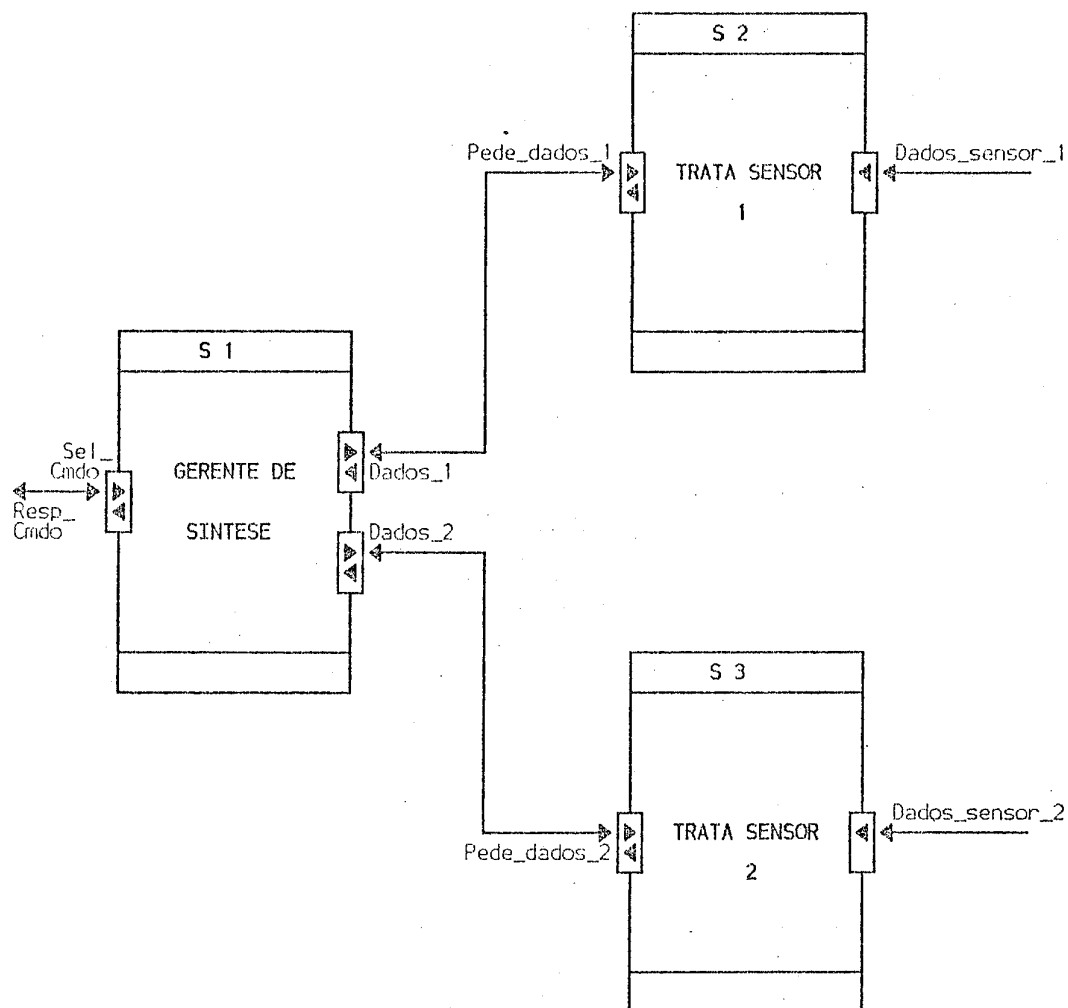 S 2
Pede_dados_1
TRATA SENSOR
1
Dados_sensor_1
S 1
Sel_
Cmdo
Resp_
Cmdo
GERENTE DE
SINTESE
Dados_1
Dados_2
S 3
Pede_dados_2
TRATA SENSOR
2
Dados_sensor_2